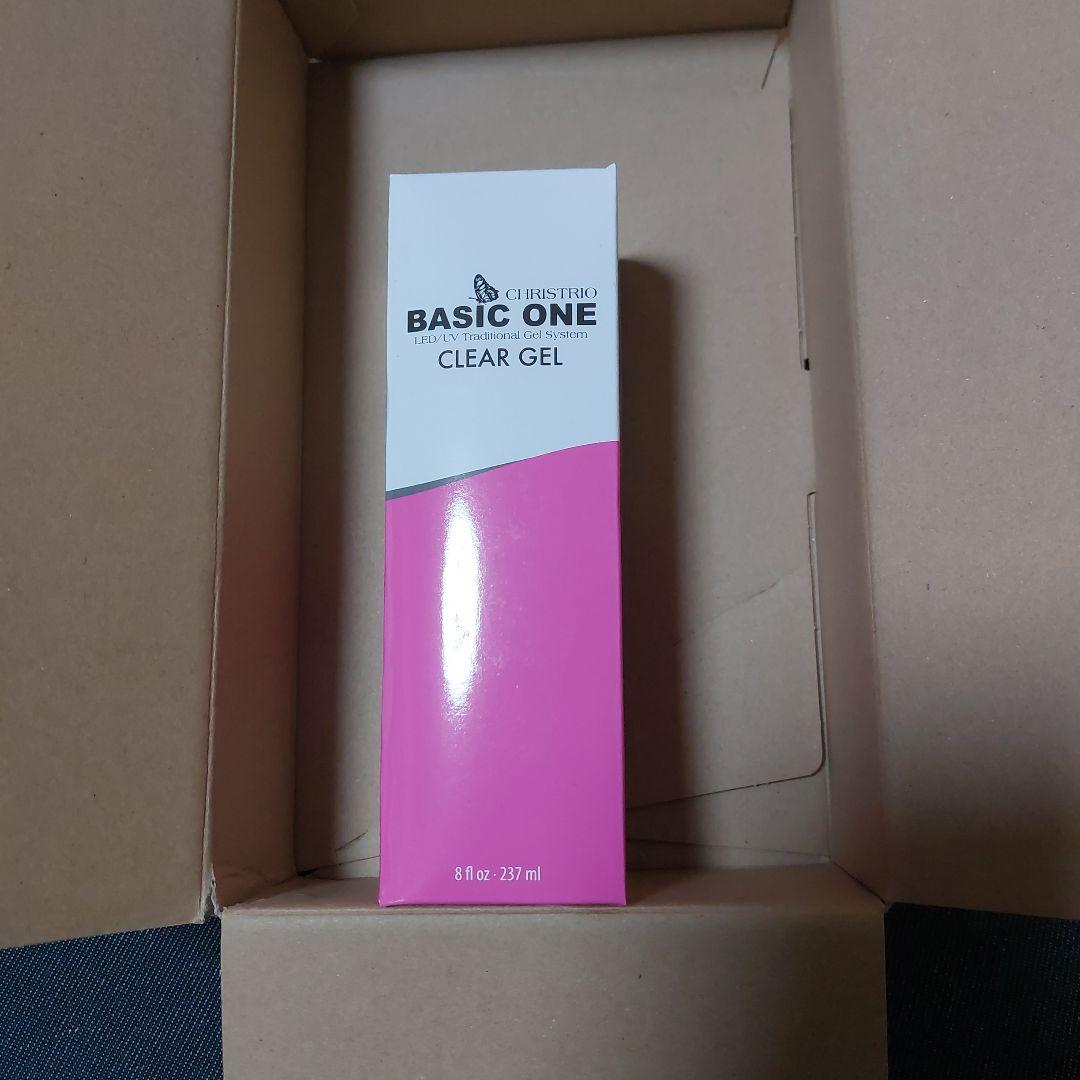 CHRISTRIO
BASIC ONE
LED/UV Traditional Gel System
CLEAR GEL
8 fl oz · 237 ml